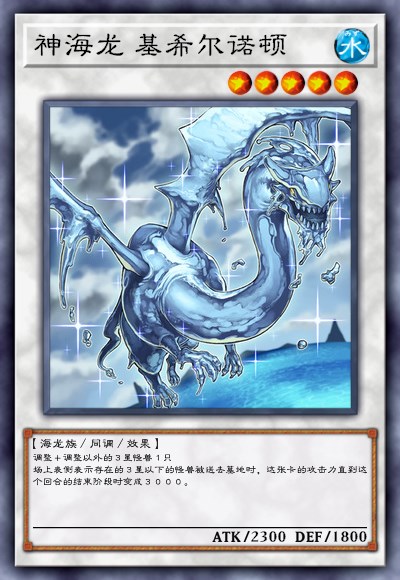 神海龙 基希尔诺顿
水
【海龙族／同调／效果】
调整＋调整以外的３星怪兽１只
场上表侧表示存在的３星以下的怪兽被送去墓地时，这张卡的攻击力直到这
个回合的结束阶段时变成３０００。
ATK/2300 DEF/1800